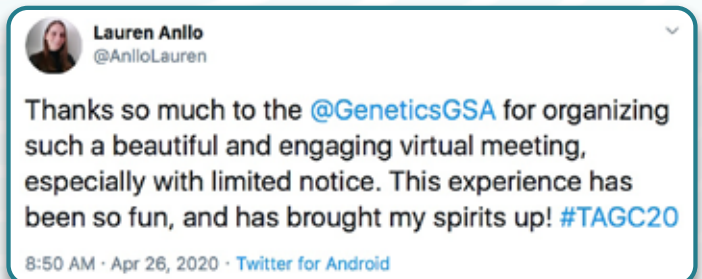 Lauren Anllo
@AnlloLauren
Thanks so much to the @GeneticsGSA for organizing
such a beautiful and engaging virtual meeting,
especially with limited notice. This experience has
been so fun, and has brought my spirits up! #TAGC20
8:50 AM · Apr 26, 2020 · Twitter for Android